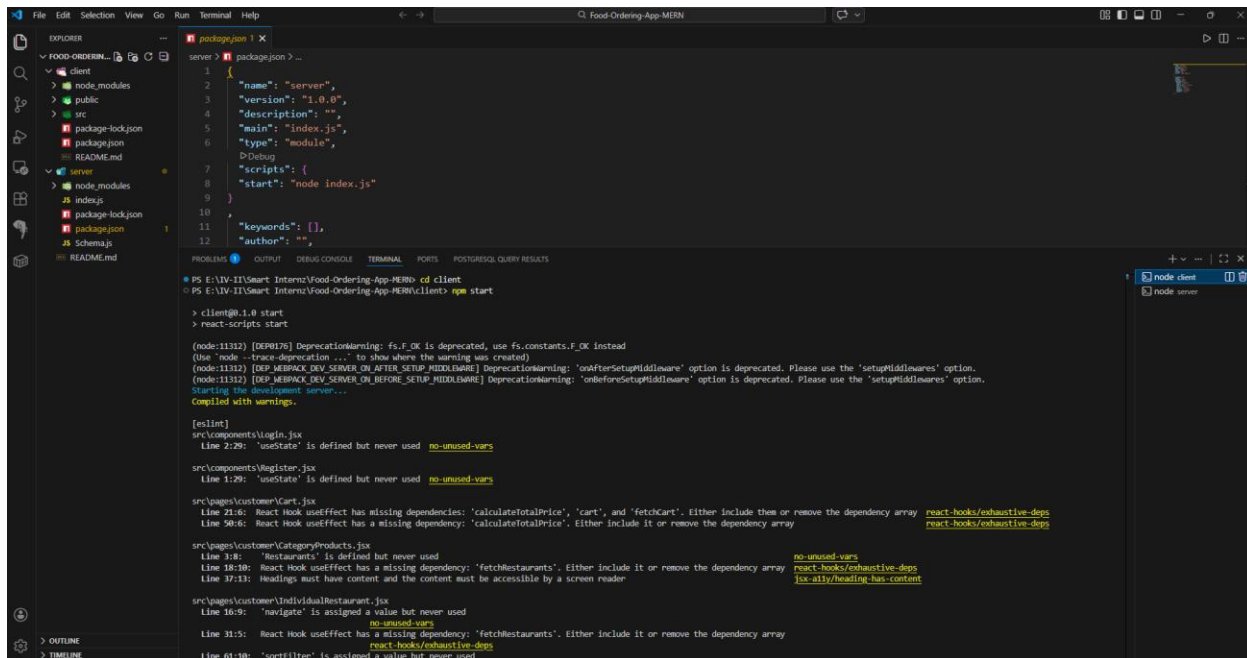 File Edit Selection View Go Run Terminal Help
Food-Ordering-App-MERN
EXPLORER
FOOD-ORDERIN...
client
node_modules
public
src
package-lock.json
package.json
README.md
server
node_modules
index.js
package-lock.json
package.json 1
Schema.js
README.md
OUTLINE
TIMELINE
package.json 1
server > package.json > ...
1 {
2 "name": "server",
3 "version": "1.0.0",
4 "description": "",
5 "main": "index.js",
6 "type": "module",
Debug
7 "scripts": {
8 "start": "node index.js"
9 }
10 ,
11 "keywords": [],
12 "author": "",
PROBLEMS 1 OUTPUT DEBUG CONSOLE TERMINAL PORTS POSTGRESQL QUERY RESULTS
PS E:\IV-II\Smart Internz\Food-Ordering-App-MERN> cd client
PS E:\IV-II\Smart Internz\Food-Ordering-App-MERN\client> npm start
> client@0.1.0 start
> react-scripts start
(node:11312) [DEP0176] DeprecationWarning: fs.F_OK is deprecated, use fs.constants.F_OK instead
(Use `node --trace-deprecation ...` to show where the warning was created)
(node:11312) [DEP_WEBPACK_DEV_SERVER_ON_AFTER_SETUP_MIDDLEWARE] DeprecationWarning: 'onAfterSetupMiddleware' option is deprecated. Please use the 'setupMiddlewares' option.
(node:11312) [DEP_WEBPACK_DEV_SERVER_ON_BEFORE_SETUP_MIDDLEWARE] DeprecationWarning: 'onBeforeSetupMiddleware' option is deprecated. Please use the 'setupMiddlewares' option.
Starting the development server...
Compiled with warnings.
[eslint]
src\components\Login.jsx
Line 2:29: 'useState' is defined but never used no-unused-vars
src\components\Register.jsx
Line 1:29: 'useState' is defined but never used no-unused-vars
src\pages\customer\Cart.jsx
Line 21:6: React Hook useEffect has missing dependencies: 'calculateTotalPrice', 'cart', and 'fetchCart'. Either include them or remove the dependency array react-hooks/exhaustive-deps
Line 50:6: React Hook useEffect has a missing dependency: 'calculateTotalPrice'. Either include it or remove the dependency array react-hooks/exhaustive-deps
src\pages\customer\CategoryProducts.jsx
Line 3:8: 'Restaurants' is defined but never used no-unused-vars
Line 18:10: React Hook useEffect has a missing dependency: 'fetchRestaurants'. Either include it or remove the dependency array react-hooks/exhaustive-deps
Line 37:13: Headings must have content and the content must be accessible by a screen reader jsx-a11y/heading-has-content
src\pages\customer\IndividualRestaurant.jsx
Line 16:9: 'navigate' is assigned a value but never used
no-unused-vars
Line 31:5: React Hook useEffect has a missing dependency: 'fetchRestaurants'. Either include it or remove the dependency array
react-hooks/exhaustive-deps
Line 61:10: 'sortFilter' is assigned a value but never used
node client
node server